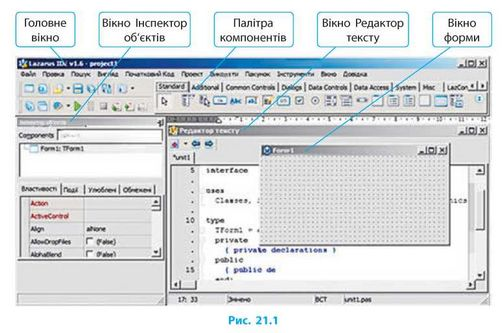 Головне вікно
Вікно Інспектор об'єктів
Палітра компонентів
Вікно Редактор тексту
Вікно форми
Lazarus IDE v1.6 - project1
Файл Правка Пошук Вигляд Початковий Код Проект Виконати Пакунок Інструменти Вікно Довідка
Standard Additional Common Controls Dialogs Data Controls Data Access System Misc LazCon
Редактор тексту
Components
Form1: TForm1
*unit1
Form1
5 interface
uses
Classes,
10 type
TForm1 =
private
{ private declarations }
public
15 { public de
end;
Властивості Події Улюблені Обмежені
Action
ActiveControl
Align alNone
AllowDropFiles (False)
AlphaBlend (False)
17: 33 Змінено ВСТ unit1.pas
Рис. 21.1